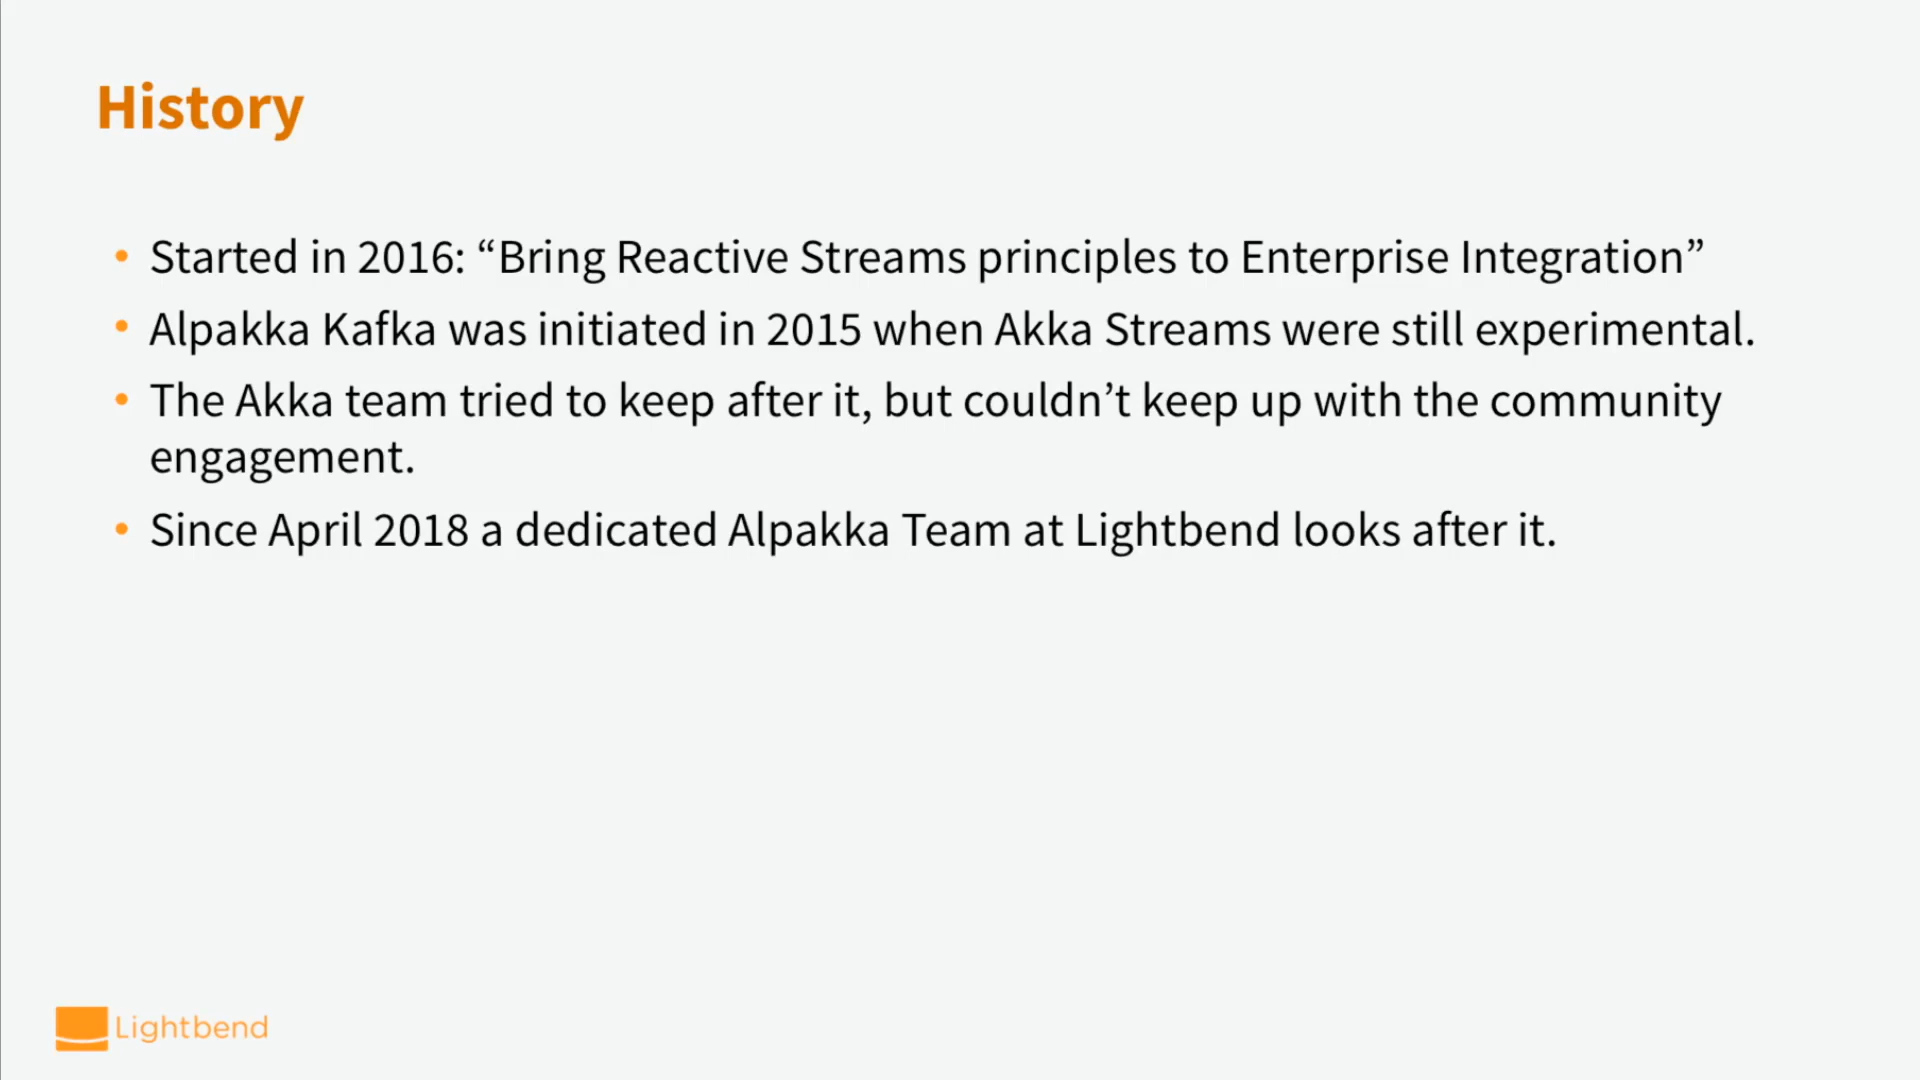 History
Started in 2016: “Bring Reactive Streams principles to Enterprise Integration”
Alpakka Kafka was initiated in 2015 when Akka Streams were still experimental.
The Akka team tried to keep after it, but couldn’t keep up with the community
engagement.
Since April 2018 a dedicated Alpakka Team at Lightbend looks after it.
Lightbend